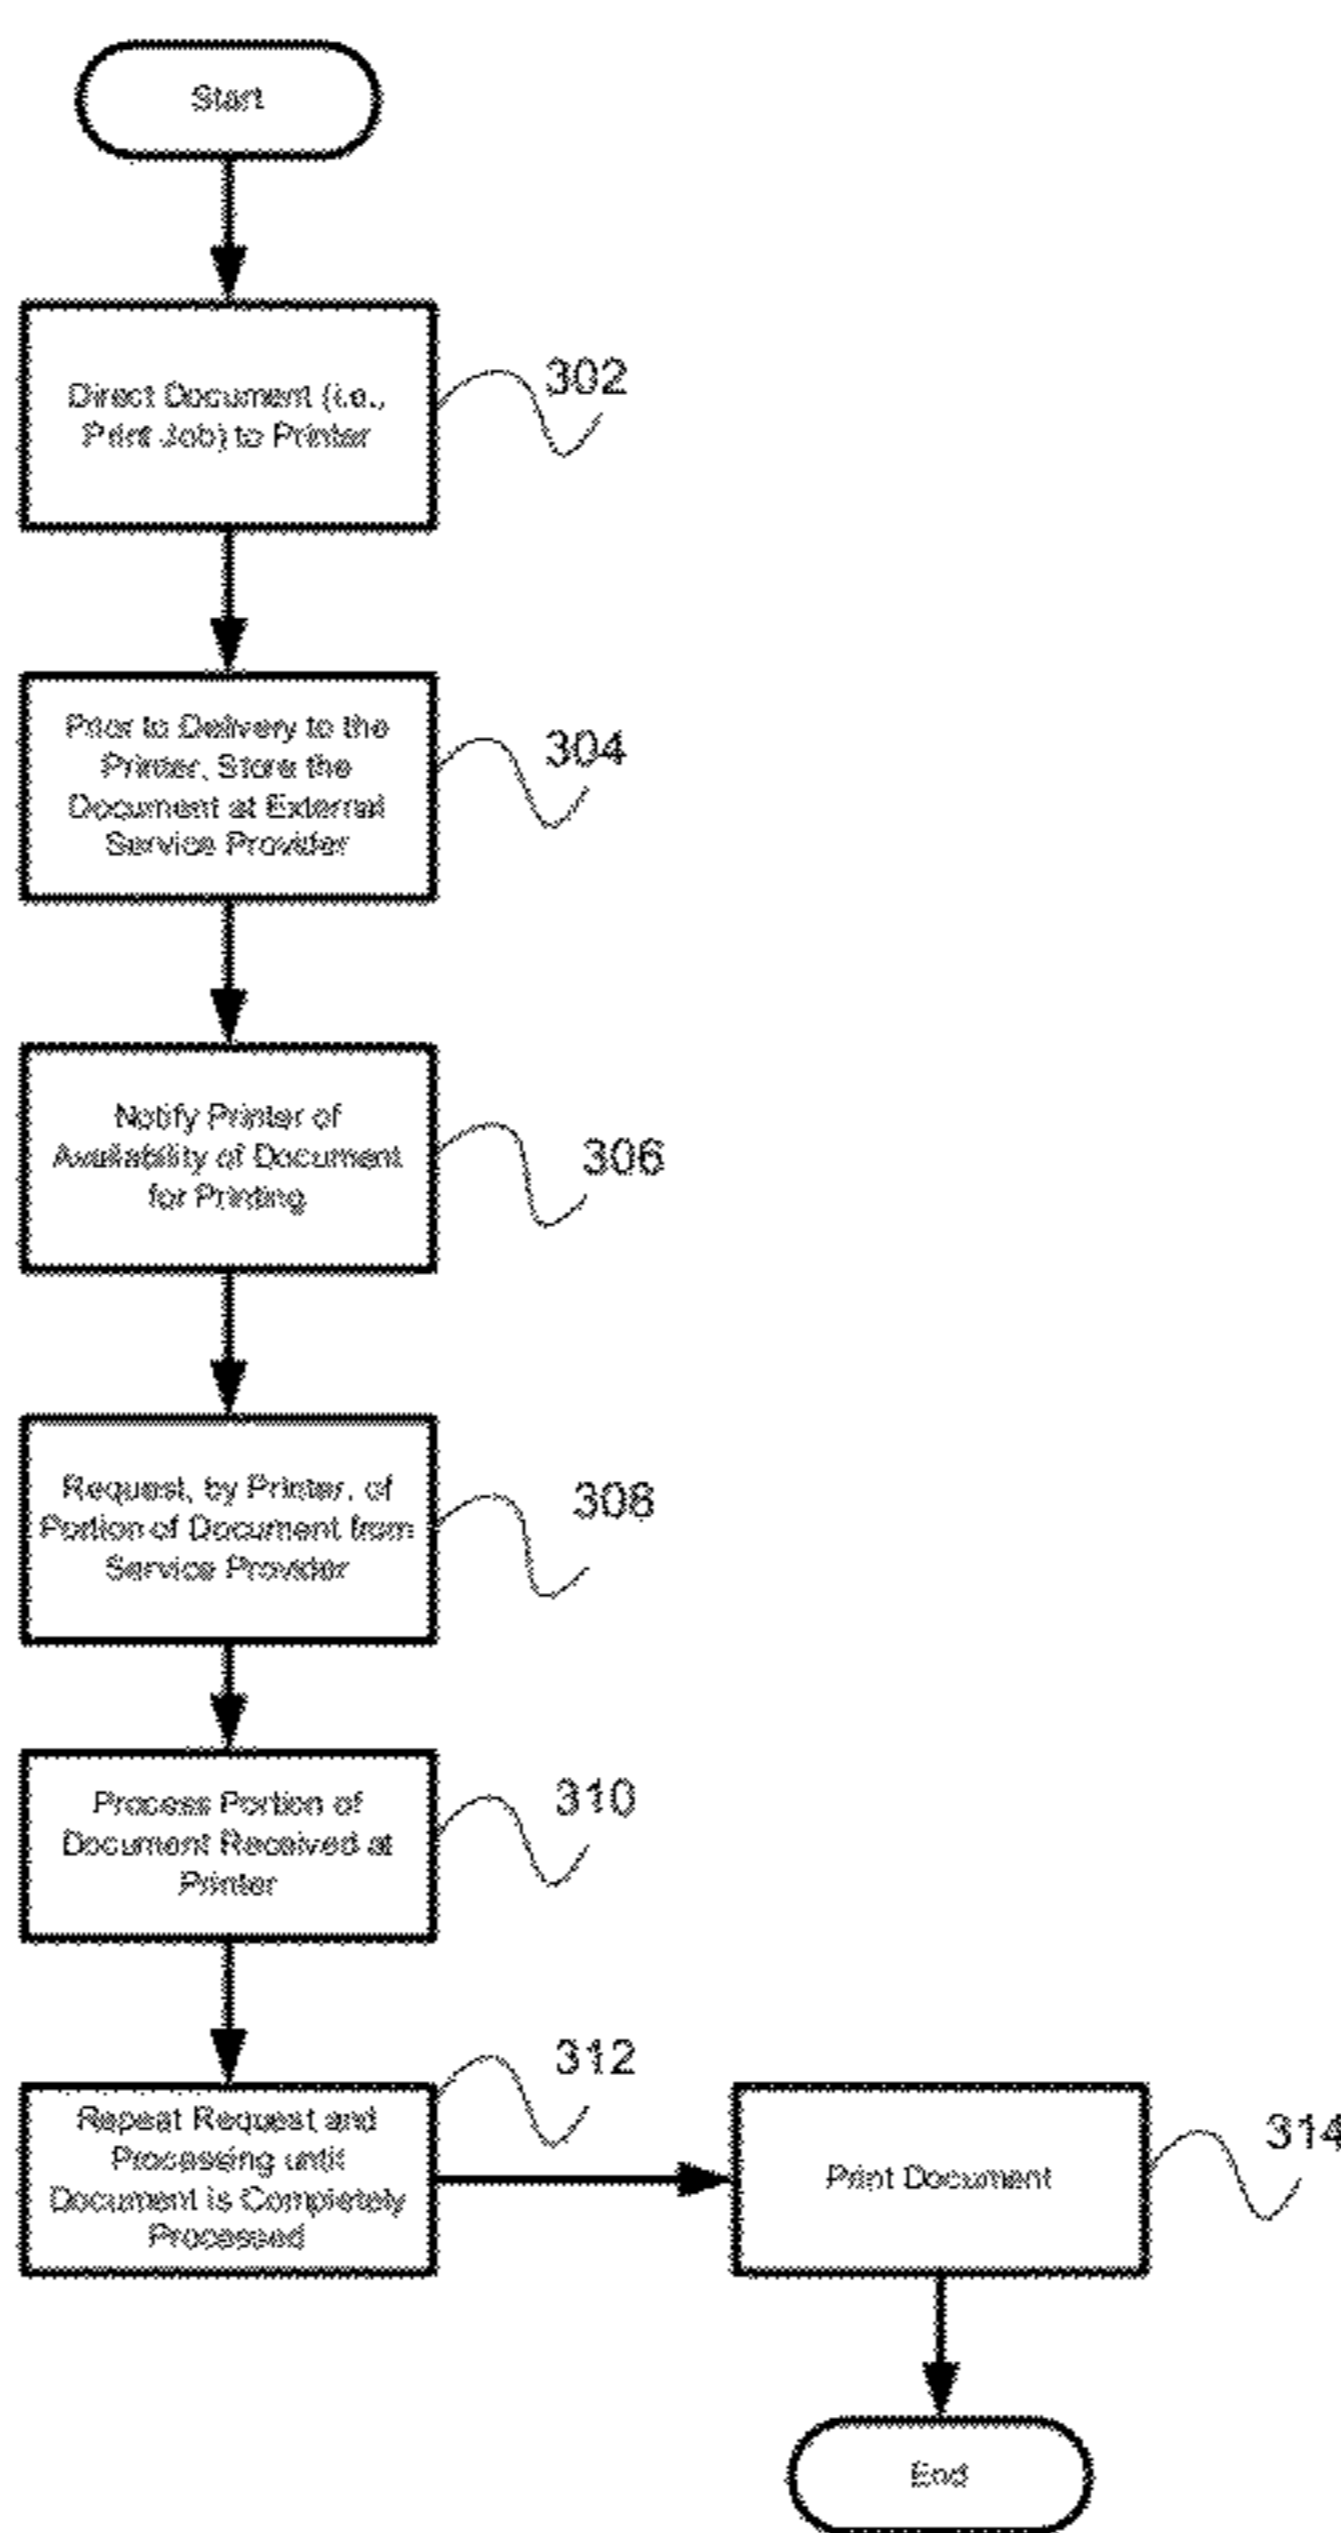 Start
Direct Document (i.e.,
Print Job) to Printer
302
Prior to Delivery to the
Printer, Store the
Document at External
Service Provider
304
Notify Printer of
Availability of Document
for Printing
306
Request, by Printer, of
Portion of Document from
Service Provider
308
Process Portion of
Document Received at
Printer
310
Repeat Request and
Processing until
Document is Completely
Processed
312
Print Document
314
End